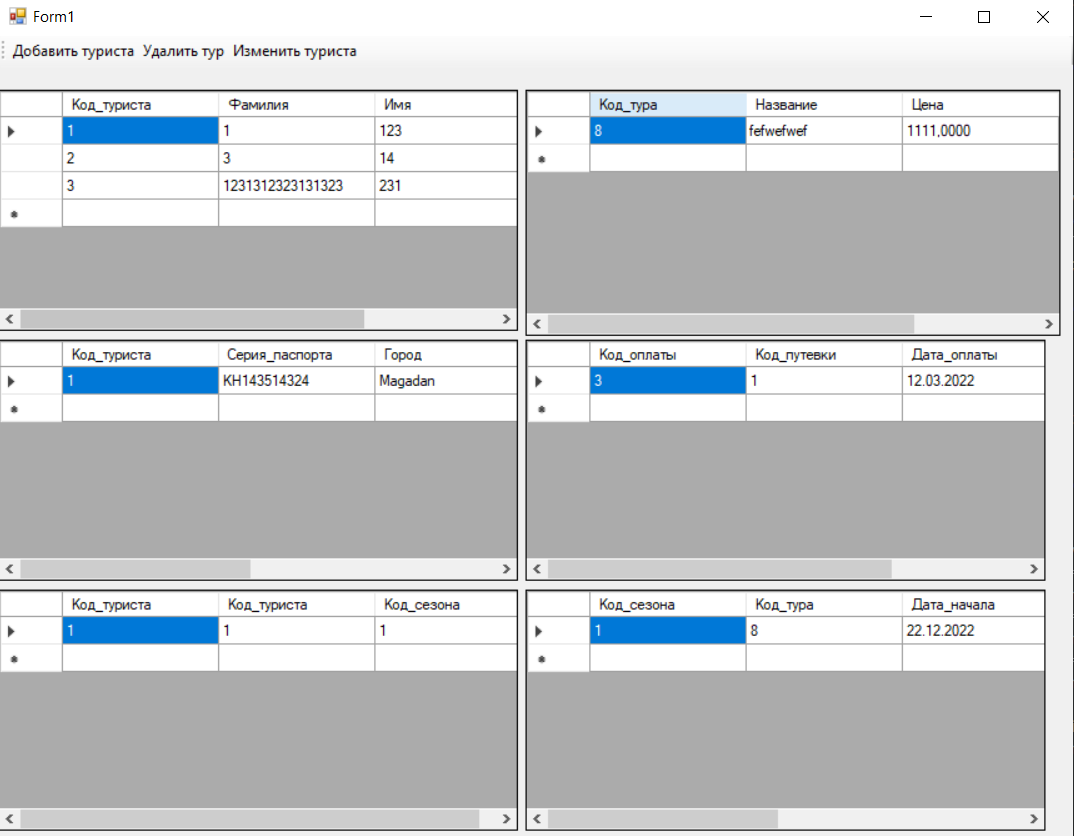 Form1
Добавить туриста Удалить тур Изменить туриста
Код_туриста Фамилия Имя
1 1 123
2 3 14
3 1231312323131323 231
Код_тура Название Цена
8 fefwefwef 1111,0000
Код_туриста Серия_паспорта Город
1 КН143514324 Magadan
Код_оплаты Код_путевки Дата_оплаты
3 1 12.03.2022
Код_туриста Код_туриста Код_сезона
1 1 1
Код_сезона Код_тура Дата_начала
1 8 22.12.2022